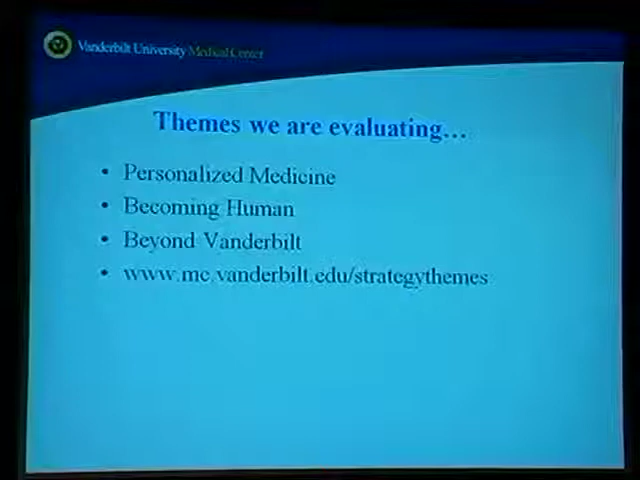 Vanderbilt University Medical Center
Themes we are evaluating...
• Personalized Medicine
• Becoming Human
• Beyond Vanderbilt
• www.mc.vanderbilt.edu/strategythemes